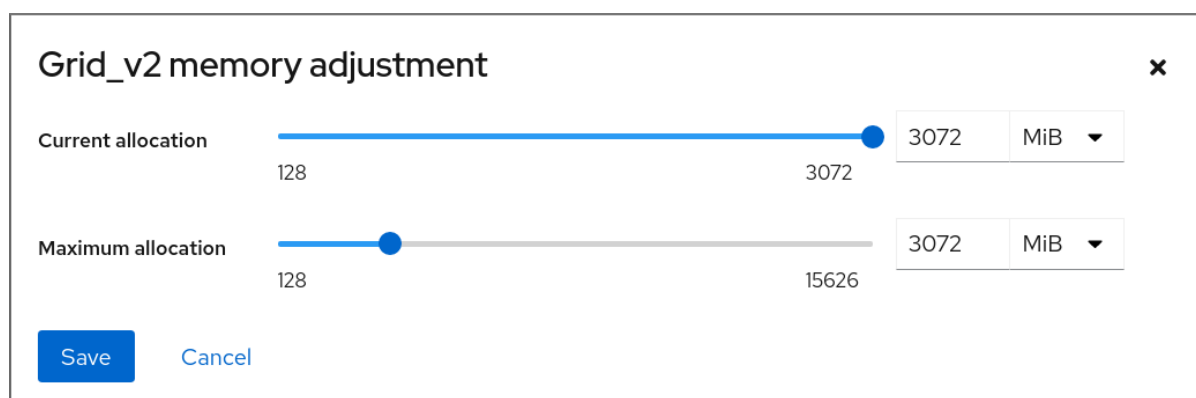 Grid_v2 memory adjustment
Current allocation
3072 MiB
128 3072
Maximum allocation
3072 MiB
128 15626
Save Cancel